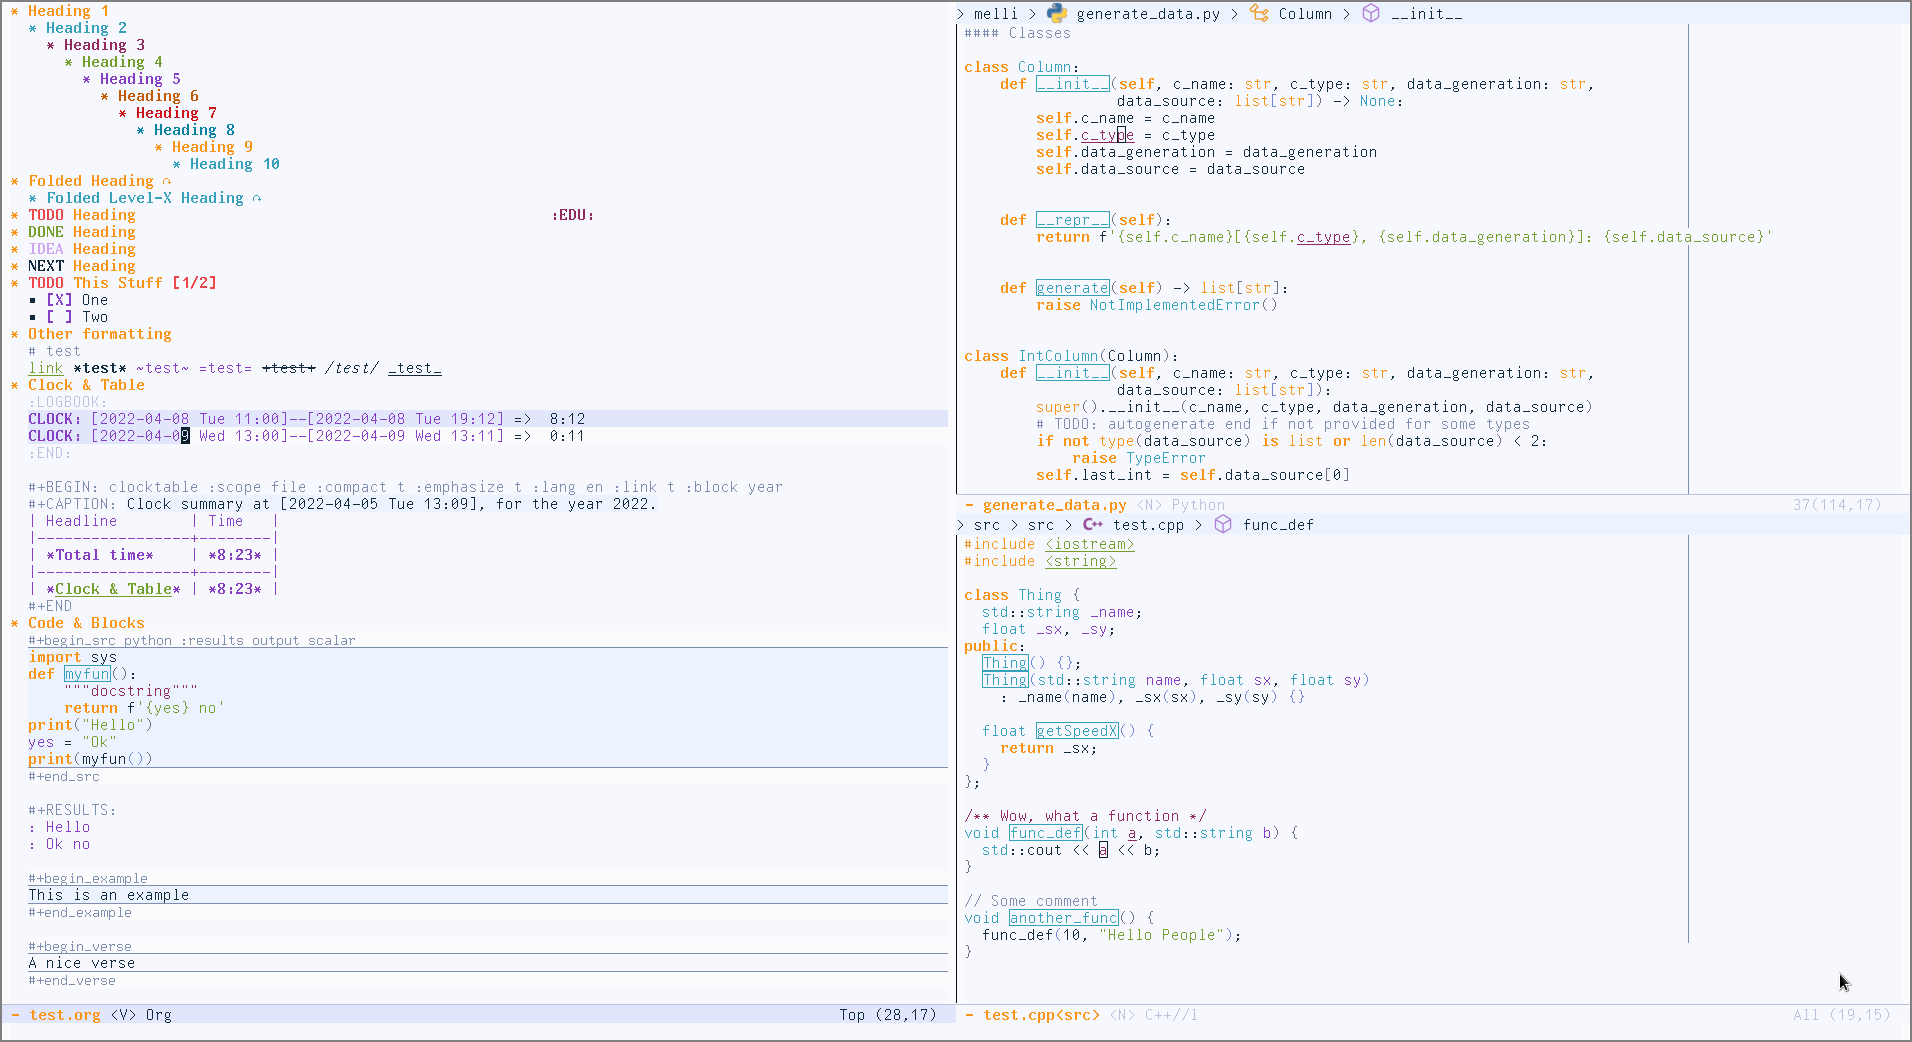 * Heading 1
* Heading 2
* Heading 3
* Heading 4
* Heading 5
* Heading 6
* Heading 7
* Heading 8
* Heading 9
* Heading 10
* Folded Heading ↷
* Folded Level-X Heading ↷
* TODO Heading :EDU:
* DONE Heading
* IDEA Heading
* NEXT Heading
* TODO This Stuff [1/2]
▪ [X] One
▪ [ ] Two
* Other formatting
# test
link *test* ~test~ =test= +test+ /test/ _test_
* Clock & Table
:LOGBOOK:
CLOCK: [2022-04-08 Tue 11:00]--[2022-04-08 Tue 19:12] =>  8:12
CLOCK: [2022-04-09 Wed 13:00]--[2022-04-09 Wed 13:11] =>  0:11
:END:
#+BEGIN: clocktable :scope file :compact t :emphasize t :lang en :link t :block year
#+CAPTION: Clock summary at [2022-04-05 Tue 13:09], for the year 2022.
| Headline        | Time   |
|-----------------+--------|
| *Total time*    | *8:23* |
|-----------------+--------|
| *Clock & Table* | *8:23* |
#+END
* Code & Blocks
#+begin_src python :results output scalar
import sys
def myfun():
    """docstring"""
    return f'{yes} no'
print("Hello")
yes = "Ok"
print(myfun())
#+end_src
#+RESULTS:
: Hello
: Ok no
#+begin_example
This is an example
#+end_example
#+begin_verse
A nice verse
#+end_verse
- test.org <V> Org Top (28,17)
> melli > generate_data.py > Column > __init__
#### Classes
class Column:
    def __init__(self, c_name: str, c_type: str, data_generation: str,
                 data_source: list[str]) -> None:
        self.c_name = c_name
        self.c_type = c_type
        self.data_generation = data_generation
        self.data_source = data_source
    def __repr__(self):
        return f'{self.c_name}[{self.c_type}, {self.data_generation}]: {self.data_source}'
    def generate(self) -> list[str]:
        raise NotImplementedError()
class IntColumn(Column):
    def __init__(self, c_name: str, c_type: str, data_generation: str,
                 data_source: list[str]):
        super().__init__(c_name, c_type, data_generation, data_source)
        # TODO: autogenerate end if not provided for some types
        if not type(data_source) is list or len(data_source) < 2:
            raise TypeError
        self.last_int = self.data_source[0]
- generate_data.py <N> Python 37(114,17)
> src > src > C++ test.cpp > func_def
#include <iostream>
#include <string>
class Thing {
  std::string _name;
  float _sx, _sy;
public:
  Thing() {};
  Thing(std::string name, float sx, float sy)
    : _name(name), _sx(sx), _sy(sy) {}
  float getSpeedX() {
    return _sx;
  }
};
/** Wow, what a function */
void func_def(int a, std::string b) {
  std::cout << a << b;
}
// Some comment
void another_func() {
  func_def(10, "Hello People");
}
- test.cpp<src> <N> C++//l All (19,15)